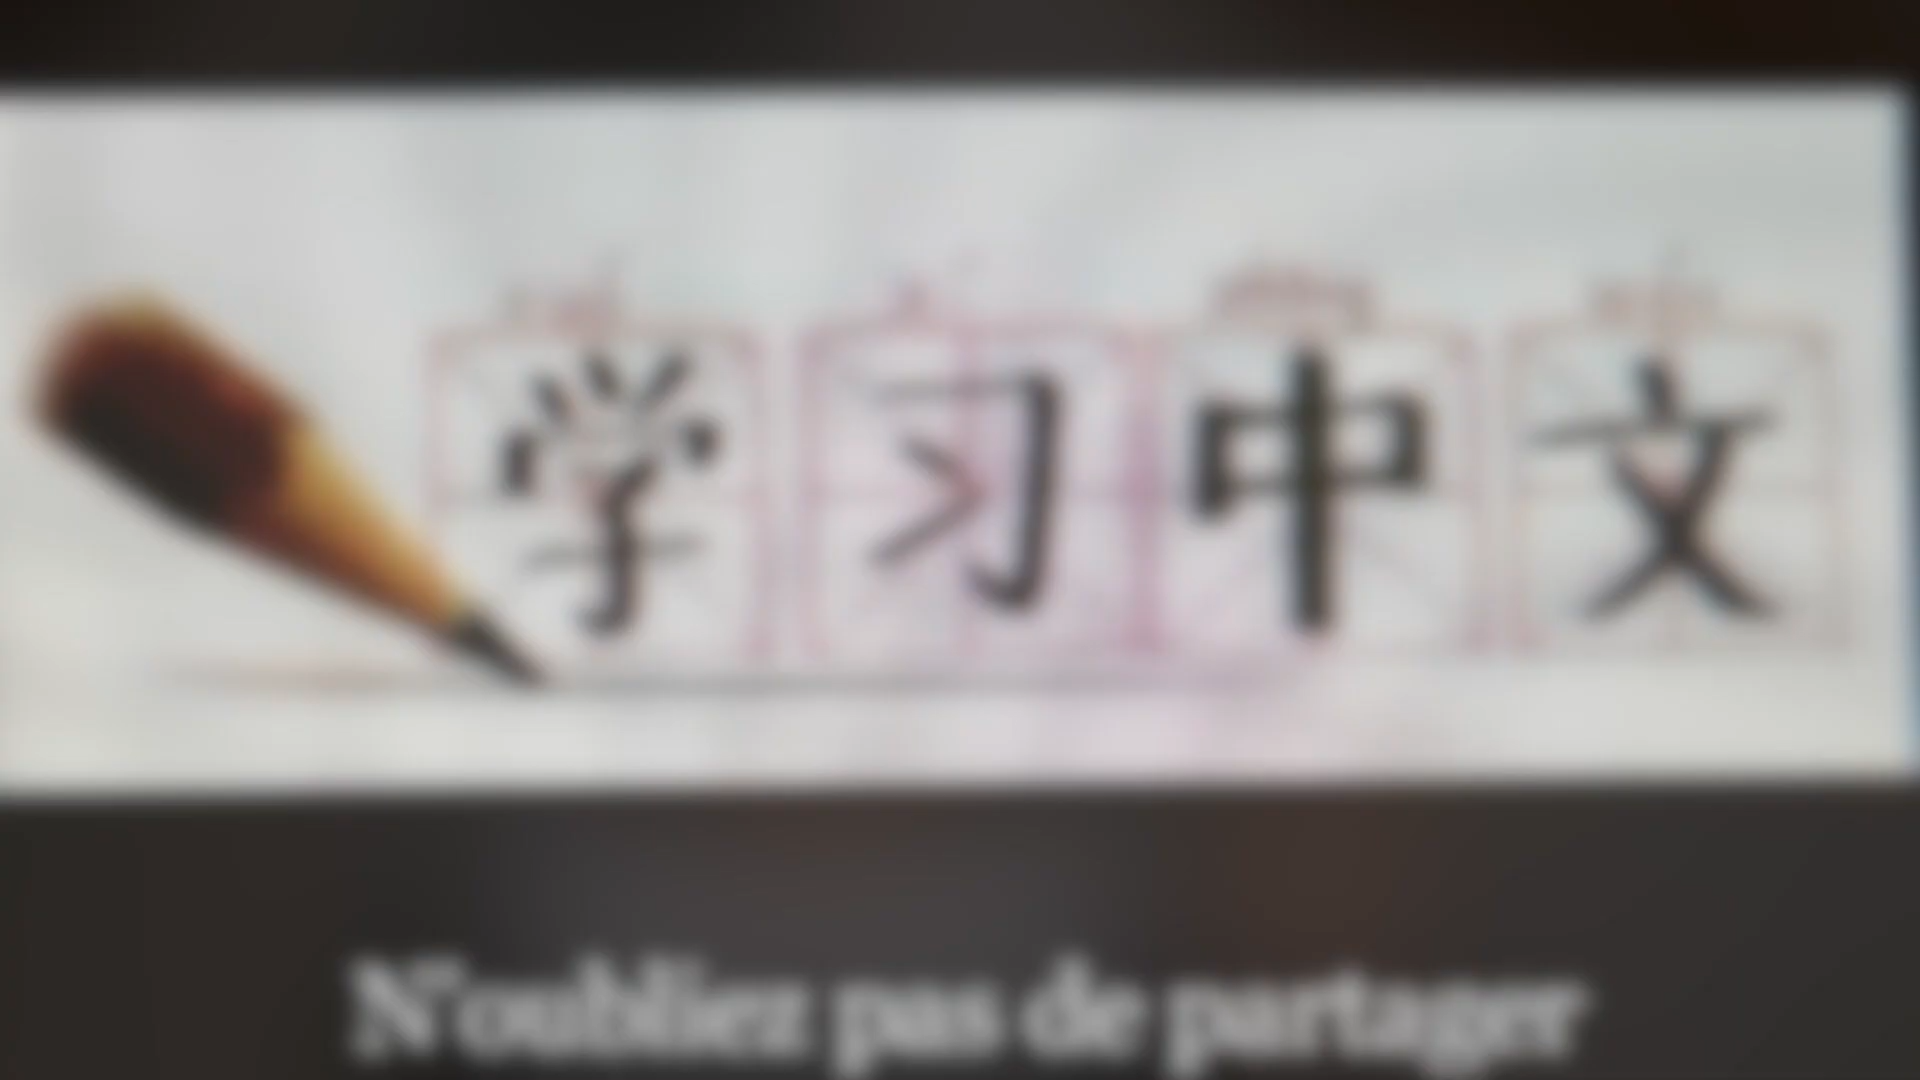 学习中文
N'oubliez pas de partager